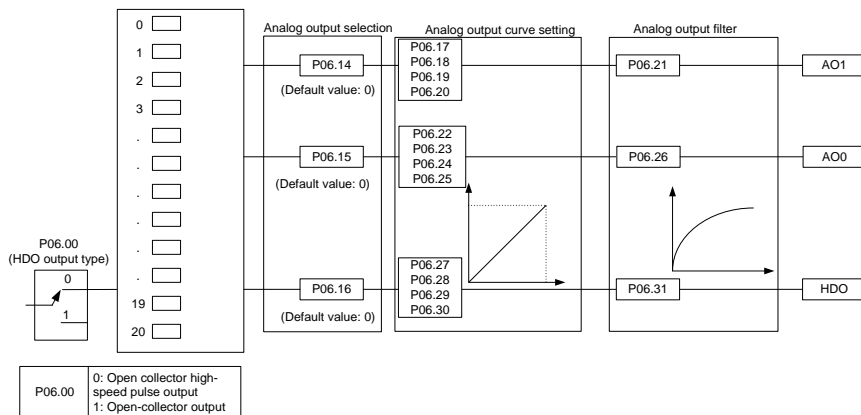 0
1
2
3
.
.
.
.
.
.
19
20
P06.00
(HDO output type)
0
1
Analog output selection
P06.14
(Default value: 0)
P06.15
(Default value: 0)
P06.16
(Default value: 0)
Analog output curve setting
P06.17
P06.18
P06.19
P06.20
P06.22
P06.23
P06.24
P06.25
P06.27
P06.28
P06.29
P06.30
Analog output filter
P06.21
P06.26
P06.31
AO1
AO0
HDO
P06.00
0: Open collector high-
speed pulse output
1: Open-collector output